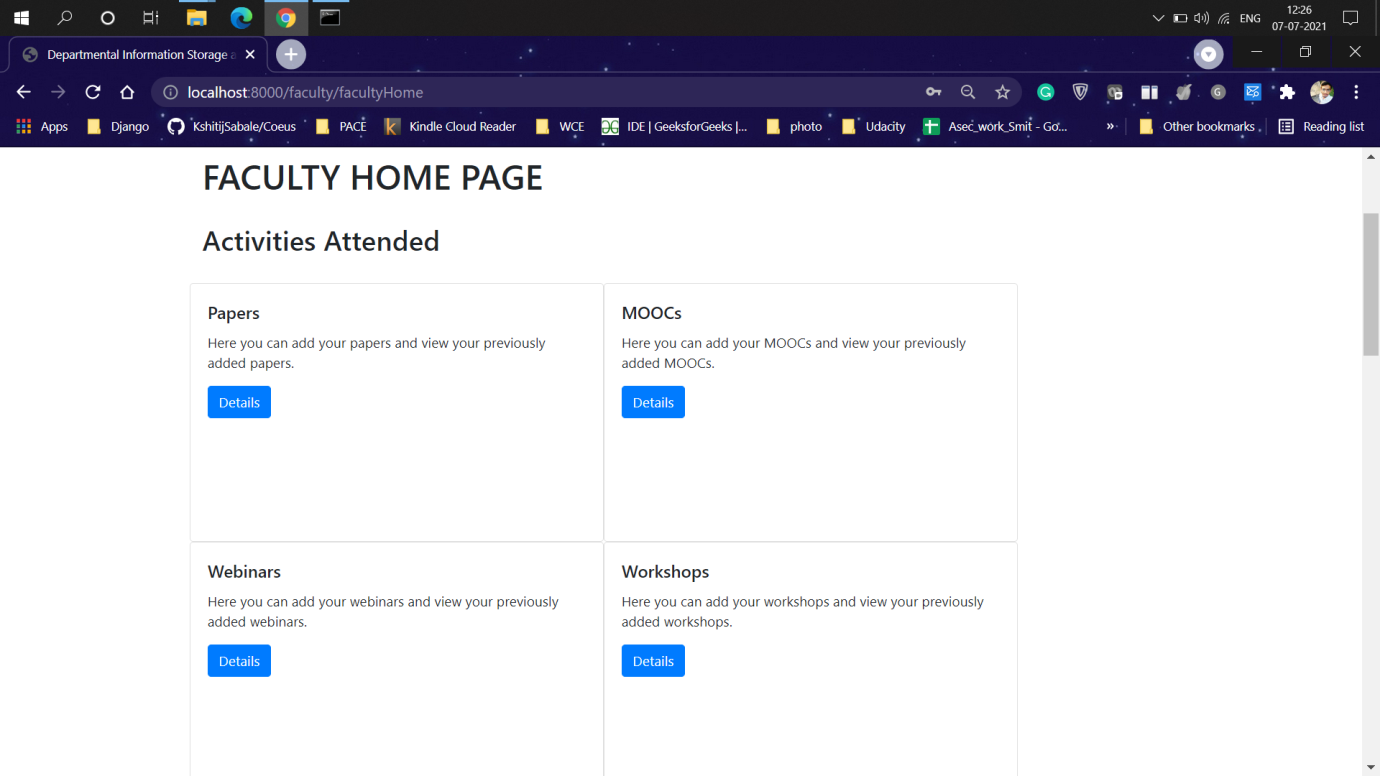 ENG
12:26
07-07-2021
Departmental Information Storage a
localhost:8000/faculty/facultyHome
Apps Django KshitijSabale/Coeus PACE Kindle Cloud Reader WCE IDE | GeeksforGeeks |... photo Udacity Asec_work_Smit - Go... » Other bookmarks Reading list
FACULTY HOME PAGE
Activities Attended
Papers
Here you can add your papers and view your previously
added papers.
Details
MOOCs
Here you can add your MOOCs and view your previously
added MOOCs.
Details
Webinars
Here you can add your webinars and view your previously
added webinars.
Details
Workshops
Here you can add your workshops and view your previously
added workshops.
Details